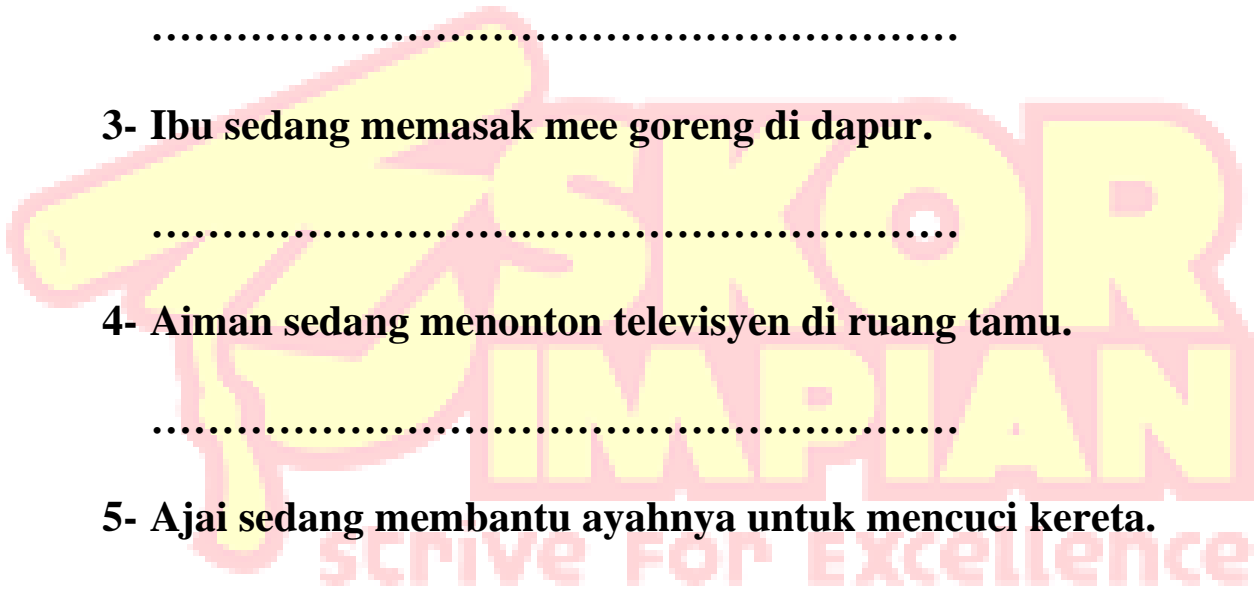 .........................................................
3- Ibu sedang memasak mee goreng di dapur.
.........................................................
4- Aiman sedang menonton televisyen di ruang tamu.
.........................................................
5- Ajai sedang membantu ayahnya untuk mencuci kereta.
SKOR
IMPIAN
SCriVe For Excellence